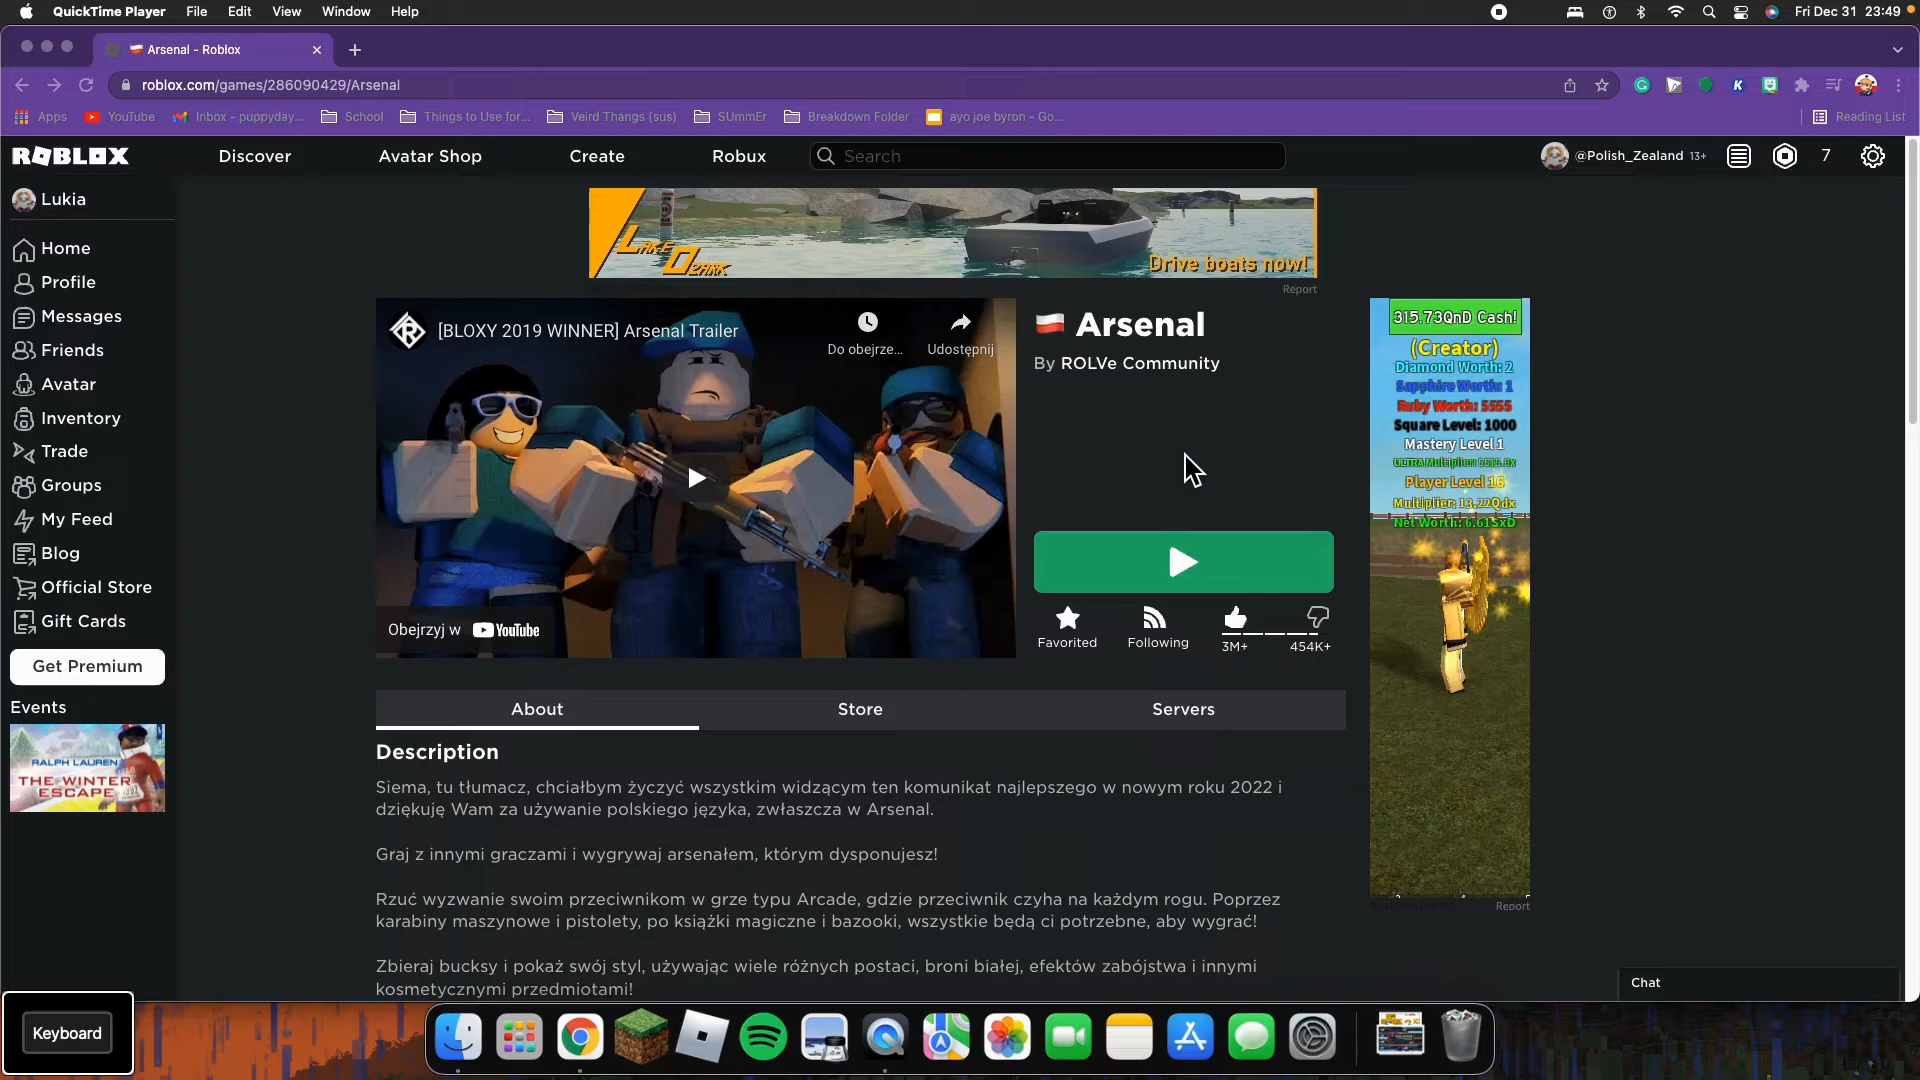 QuickTime Player File Edit View Window Help Fri Dec 31 23:49
Arsenal - Roblox
roblox.com/games/286090429/Arsenal
Apps YouTube Inbox - puppyday... School Things to Use for... Veird Thangs (sus) SUmmEr Breakdown Folder ayo joe byron - Go... Reading List
ROBLOX Discover Avatar Shop Create Robux Search @Polish_Zealand 13+ 7
Lukia
Home
Profile
Messages
Friends
Avatar
Inventory
Trade
Groups
My Feed
Blog
Official Store
Gift Cards
Get Premium
Events
RALPH LAUREN
THE WINTER
ESCAPE
LAKE
OZARK
Drive boats now!
Report
[BLOXY 2019 WINNER] Arsenal Trailer
Do obejrze... Udostępnij
Obejrzyj w YouTube
Arsenal
By ROLVe Community
Favorited Following 3M+ 454K+
315.73QnD Cash!
(Creator)
Diamond Worth: 2
Sapphire Worth: 1
Ruby Worth: 5555
Square Level: 1000
Mastery Level 1
ULTRA Multiplier:
Player Level 16
Multiplier: 13.22Qdx
Net Worth: 6.61SxD
Report
About Store Servers
Description
Siema, tu tłumacz, chciałbym życzyć wszystkim widzącym ten komunikat najlepszego w nowym roku 2022 i
dziękuję Wam za używanie polskiego języka, zwłaszcza w Arsenal.
Graj z innymi graczami i wygrywaj arsenałem, którym dysponujesz!
Rzuć wyzwanie swoim przeciwnikom w grze typu Arcade, gdzie przeciwnik czyha na każdym rogu. Poprzez
karabiny maszynowe i pistolety, po książki magiczne i bazooki, wszystkie będą ci potrzebne, aby wygrać!
Zbieraj bucksy i pokaż swój styl, używając wiele różnych postaci, broni białej, efektów zabójstwa i innymi
kosmetycznymi przedmiotami!
Chat
Keyboard